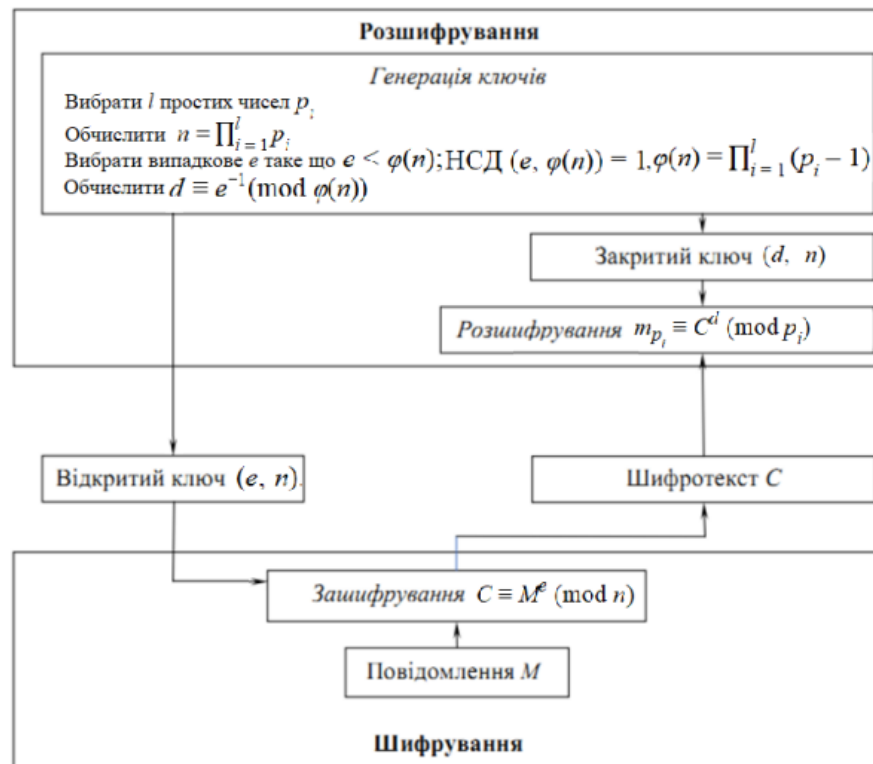 Розшифрування
Генерація ключів
Вибрати l простих чисел p_i
Обчислити n = ∏_{i=1}^{l} p_i
Вибрати випадкове e таке що e < φ(n); НСД (e, φ(n)) = 1, φ(n) = ∏_{i=1}^{l} (p_i − 1)
Обчислити d ≡ e^{−1} (mod φ(n))
Закритий ключ (d, n)
Розшифрування m_{p_i} ≡ C^d (mod p_i)
Відкритий ключ (e, n).
Шифротекст C
Зашифрування C ≡ M^e (mod n)
Повідомлення M
Шифрування